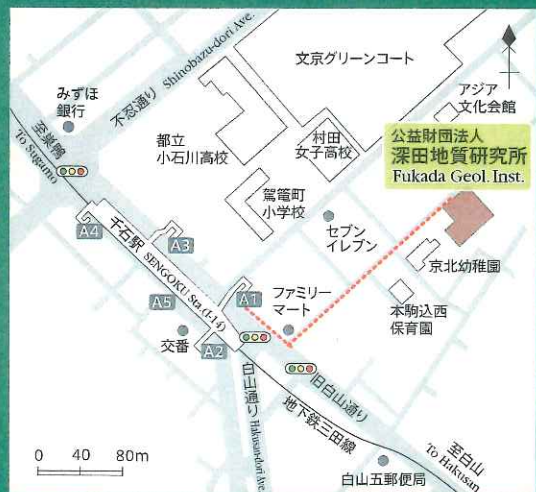 文京グリーンコート
不忍通り Shinobazu-dori Ave.
みずほ
銀行
アジア
文化会館
至巣鴨
To Sugamo
都立
小石川高校
村田
女子高校
公益財団法人
深田地質研究所
Fukada Geol. Inst.
駕篭町
小学校
セブン
イレブン
A4
A3
千石駅 SENGOKU Sta.(I-14)
京北幼稚園
A5
A1
ファミリー
マート
本駒込西
保育園
交番
A2
白山通り Hakusan-dori Ave.
旧白山通り
地下鉄三田線
至白山
To Hakusan
0 40 80m
白山五郵便局